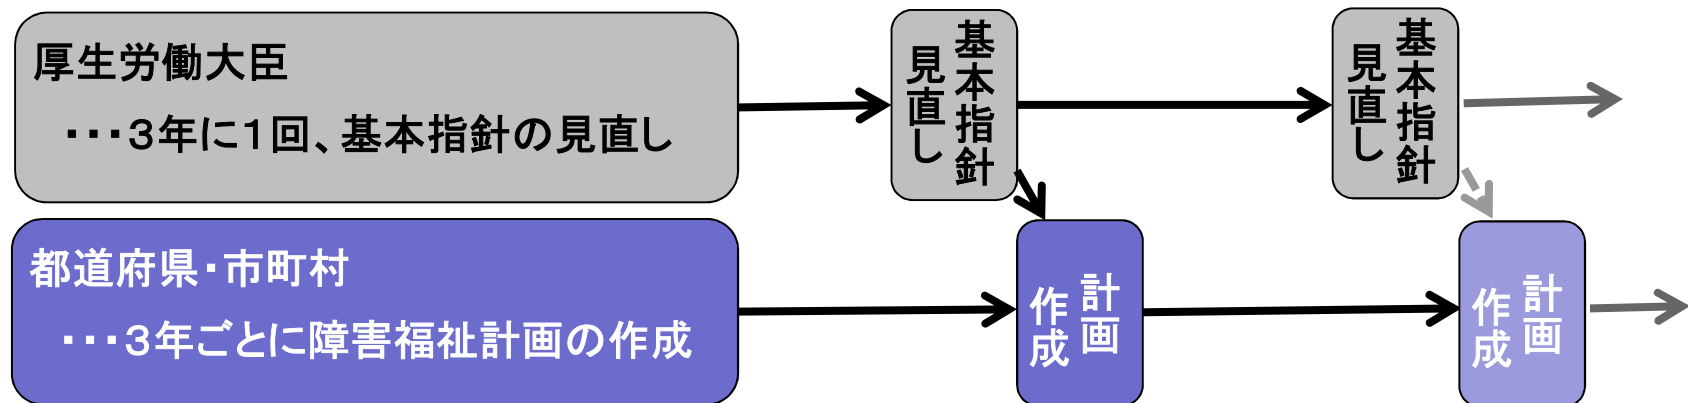 厚生労働大臣
・・・３年に１回、基本指針の見直し
基本指針
見直し
基本指針
見直し
都道府県・市町村
・・・３年ごとに障害福祉計画の作成
計画
作成
計画
作成